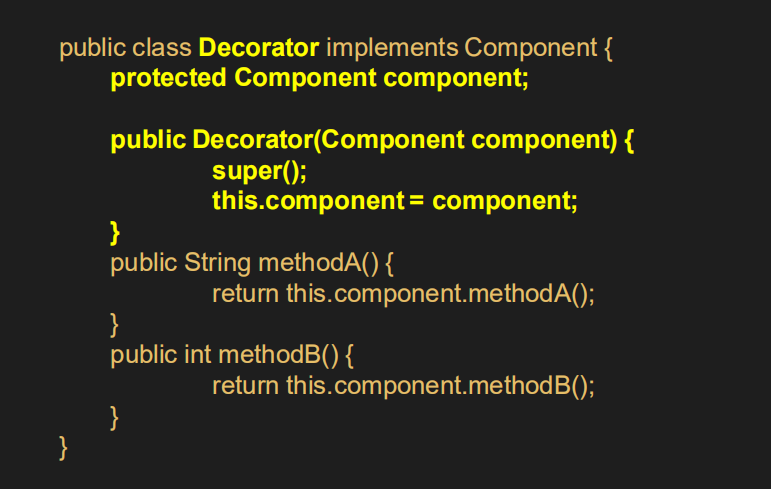 public class Decorator implements Component {
protected Component component;
public Decorator(Component component) {
super();
this.component = component;
}
public String methodA() {
return this.component.methodA();
}
public int methodB() {
return this.component.methodB();
}
}